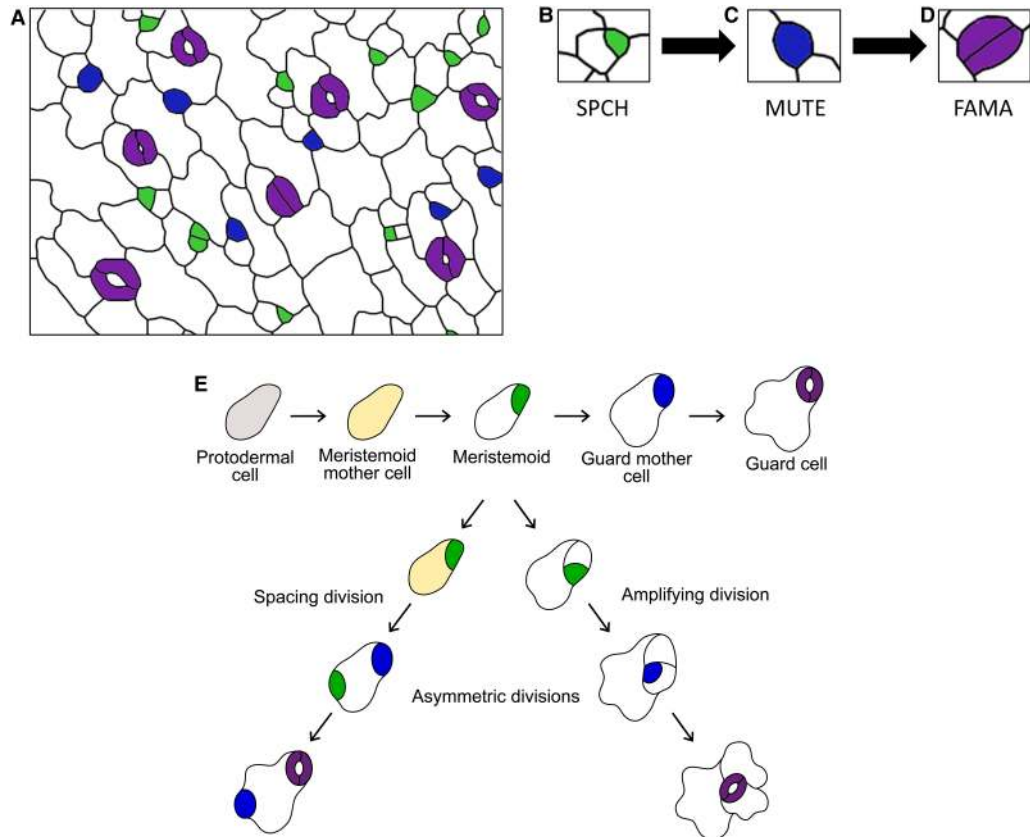 A
B
C
D
SPCH
MUTE
FAMA
E
Protodermal
cell
Meristemoid
mother cell
Meristemoid
Guard mother
cell
Guard cell
Spacing division
Amplifying division
Asymmetric divisions